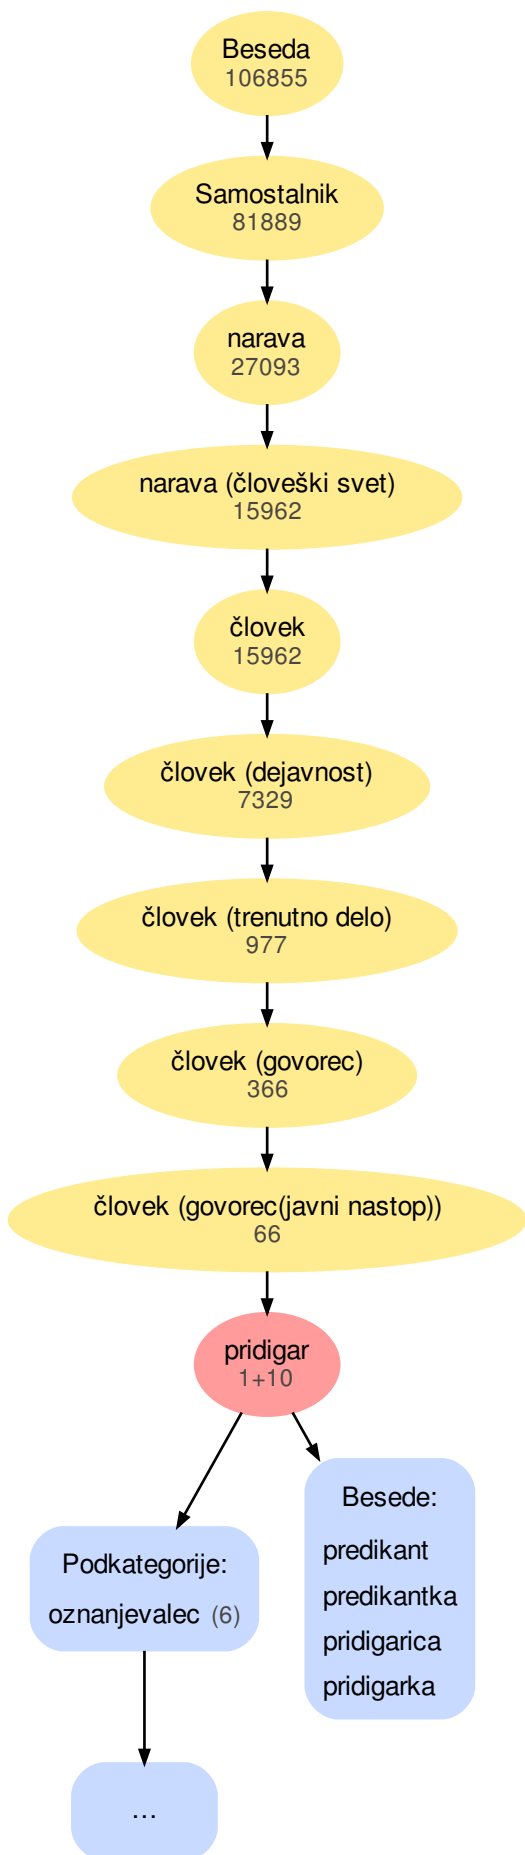 Beseda
106855
Samostalnik
81889
narava
27093
narava (človeški svet)
15962
človek
15962
človek (dejavnost)
7329
človek (trenutno delo)
977
človek (govorec)
366
človek (govorec(javni nastop))
66
pridigar
1+10
Podkategorije:
oznanjevalec (6)
...
Besede:
predikant
predikantka
pridigarica
pridigarka